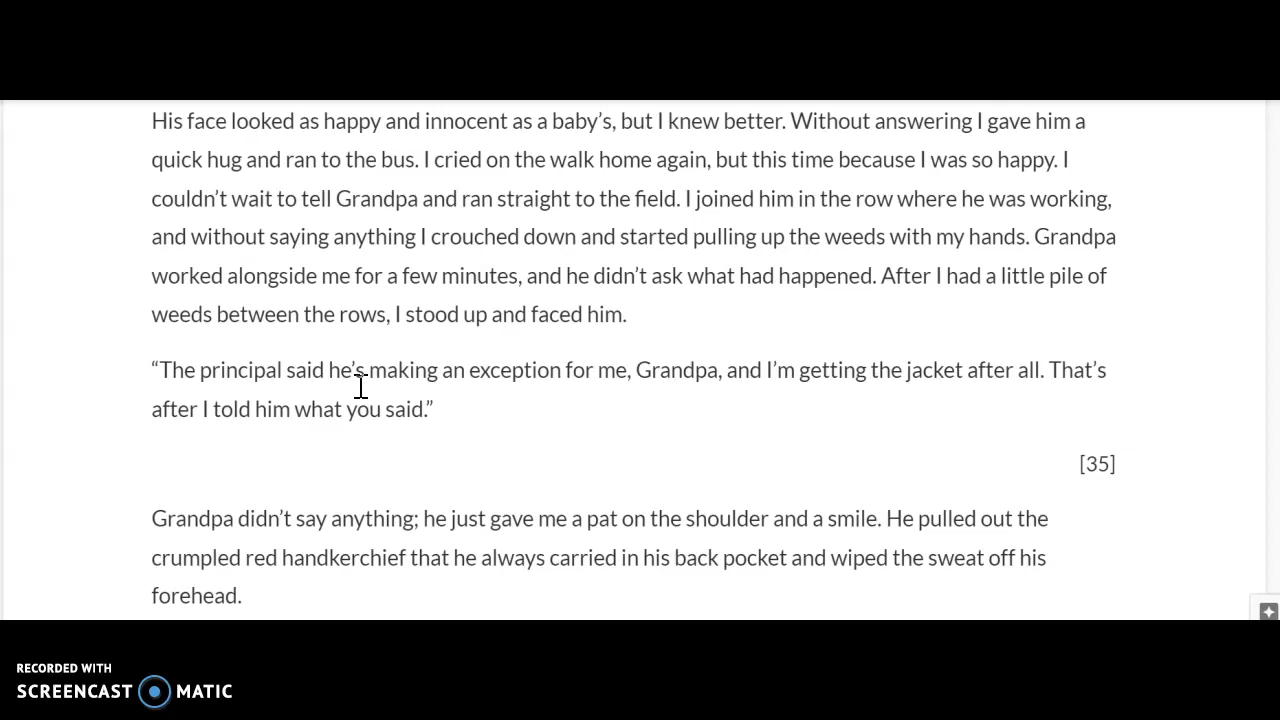 His face looked as happy and innocent as a baby’s, but I knew better. Without answering I gave him a
quick hug and ran to the bus. I cried on the walk home again, but this time because I was so happy. I
couldn’t wait to tell Grandpa and ran straight to the field. I joined him in the row where he was working,
and without saying anything I crouched down and started pulling up the weeds with my hands. Grandpa
worked alongside me for a few minutes, and he didn’t ask what had happened. After I had a little pile of
weeds between the rows, I stood up and faced him.
“The principal said he’s making an exception for me, Grandpa, and I’m getting the jacket after all. That’s
after I told him what you said.”
[35]
Grandpa didn’t say anything; he just gave me a pat on the shoulder and a smile. He pulled out the
crumpled red handkerchief that he always carried in his back pocket and wiped the sweat off his
forehead.
RECORDED WITH
SCREENCAST MATIC